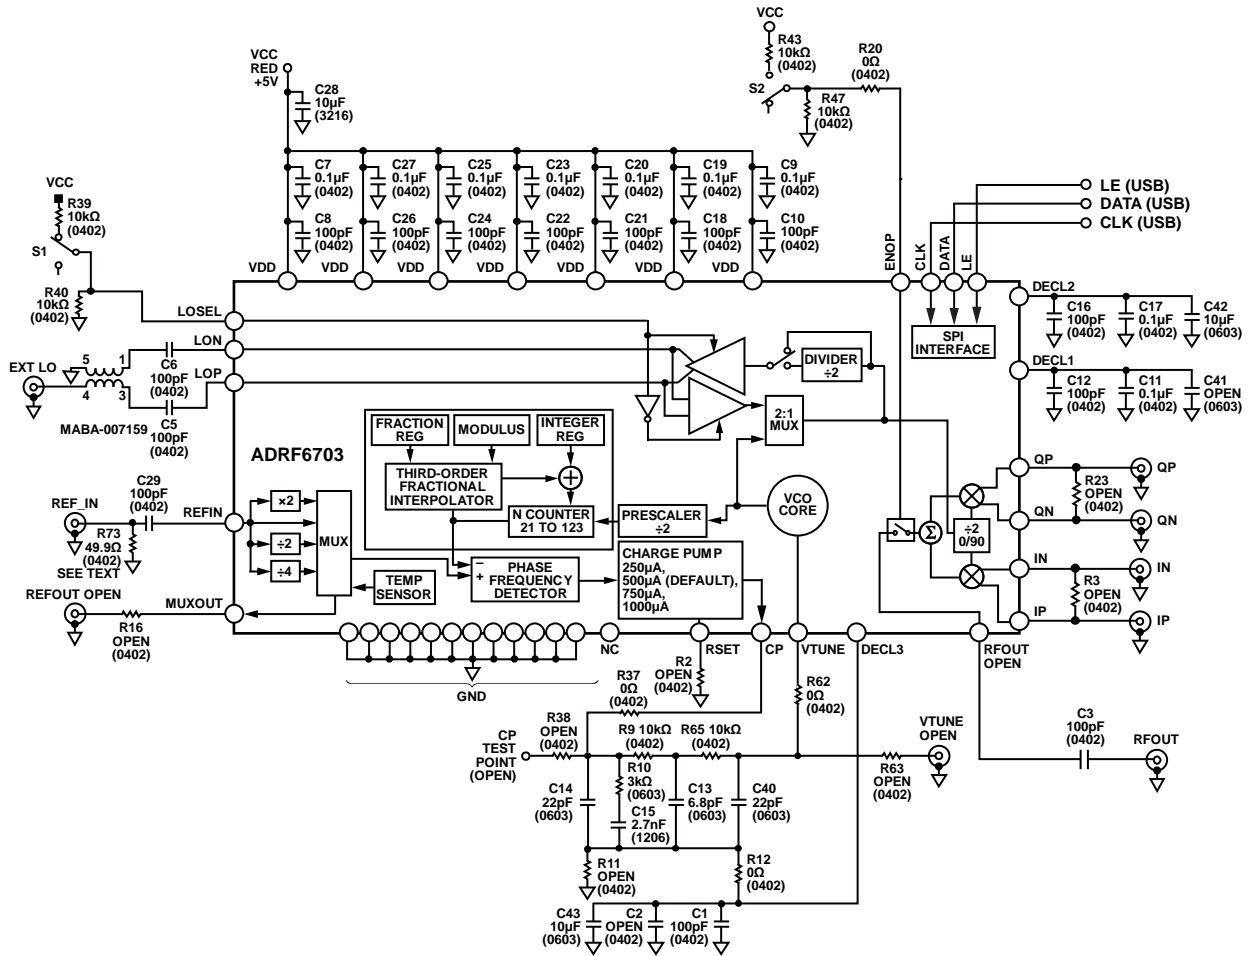 VCC
RED
+5V
C28
10µF
(3216)
VCC
R43
10kΩ
(0402)
S2
R20
0Ω
(0402)
R47
10kΩ
(0402)
C7
0.1µF
(0402)
C27
0.1µF
(0402)
C25
0.1µF
(0402)
C23
0.1µF
(0402)
C20
0.1µF
(0402)
C19
0.1µF
(0402)
C9
0.1µF
(0402)
C8
100pF
(0402)
C26
100pF
(0402)
C24
100pF
(0402)
C22
100pF
(0402)
C21
100pF
(0402)
C18
100pF
(0402)
C10
100pF
(0402)
VCC
R39
10kΩ
(0402)
S1
R40
10kΩ
(0402)
VDD
VDD
VDD
VDD
VDD
VDD
VDD
ENOP
CLK
DATA
LE
LE (USB)
DATA (USB)
CLK (USB)
LOSEL
LON
LOP
EXT LO
5
1
4
3
C6
100pF
(0402)
C5
100pF
(0402)
MABA-007159
SPI
INTERFACE
DECL2
C16
100pF
(0402)
C17
0.1µF
(0402)
C42
10µF
(0603)
DECL1
C12
100pF
(0402)
C11
0.1µF
(0402)
C41
OPEN
(0603)
DIVIDER
÷2
2:1
MUX
ADRF6703
FRACTION
REG
MODULUS
INTEGER
REG
THIRD-ORDER
FRACTIONAL
INTERPOLATOR
+
N COUNTER
21 TO 123
PRESCALER
÷2
VCO
CORE
REF_IN
C29
100pF
(0402)
R73
49.9Ω
(0402)
SEE TEXT
REFIN
×2
÷2
÷4
MUX
TEMP
SENSOR
−
+
PHASE
FREQUENCY
DETECTOR
CHARGE PUMP
250µA,
500µA (DEFAULT),
750µA,
1000µA
Σ
÷2
0/90
QP
QN
IN
IP
R23
OPEN
(0402)
R3
OPEN
(0402)
QP
QN
IN
IP
REFOUT OPEN
R16
OPEN
(0402)
MUXOUT
GND
NC
RSET
CP
VTUNE
DECL3
RFOUT
OPEN
R2
OPEN
(0402)
R37
0Ω
(0402)
R62
0Ω
(0402)
CP
TEST
POINT
(OPEN)
R38
OPEN
(0402)
R9 10kΩ
(0402)
R65 10kΩ
(0402)
R10
3kΩ
(0603)
C14
22pF
(0603)
C15
2.7nF
(1206)
C13
6.8pF
(0603)
C40
22pF
(0603)
R63
OPEN
(0402)
VTUNE
OPEN
C3
100pF
(0402)
RFOUT
R11
OPEN
(0402)
R12
0Ω
(0402)
C43
10µF
(0603)
C2
OPEN
(0402)
C1
100pF
(0402)